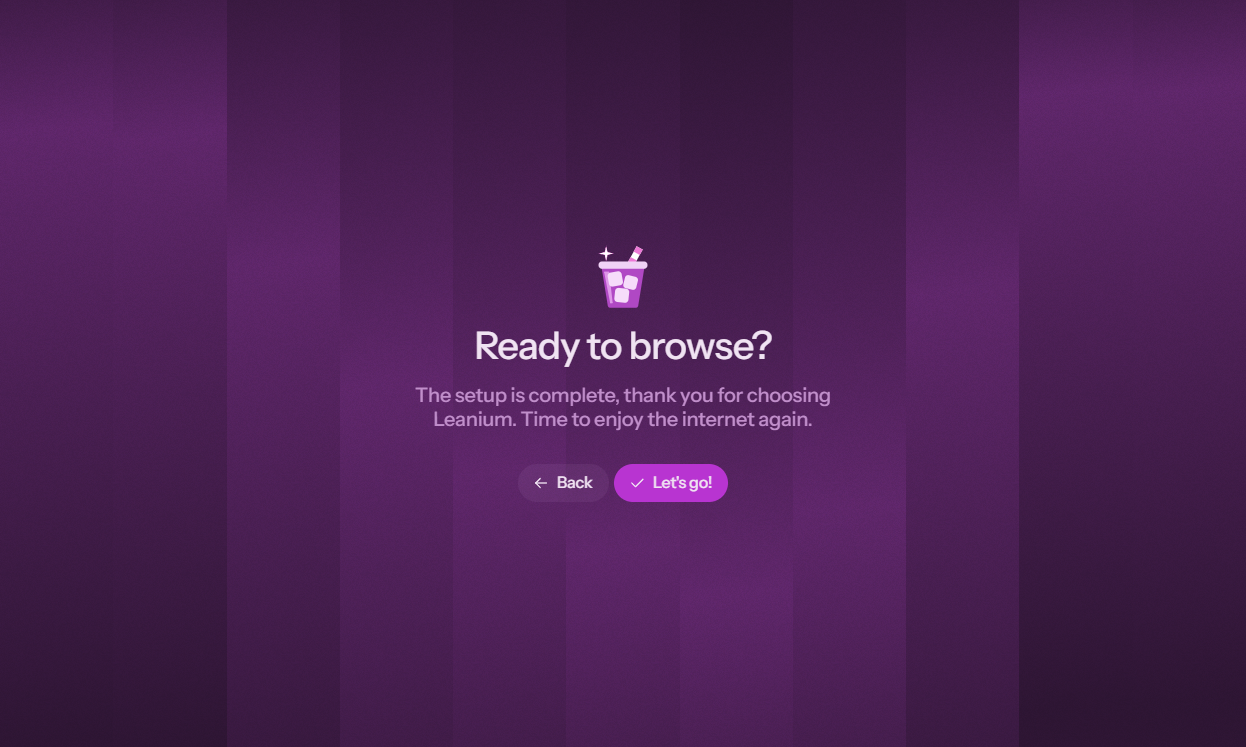 Ready to browse?
The setup is complete, thank you for choosing
Leanium. Time to enjoy the internet again.
Back
Let's go!